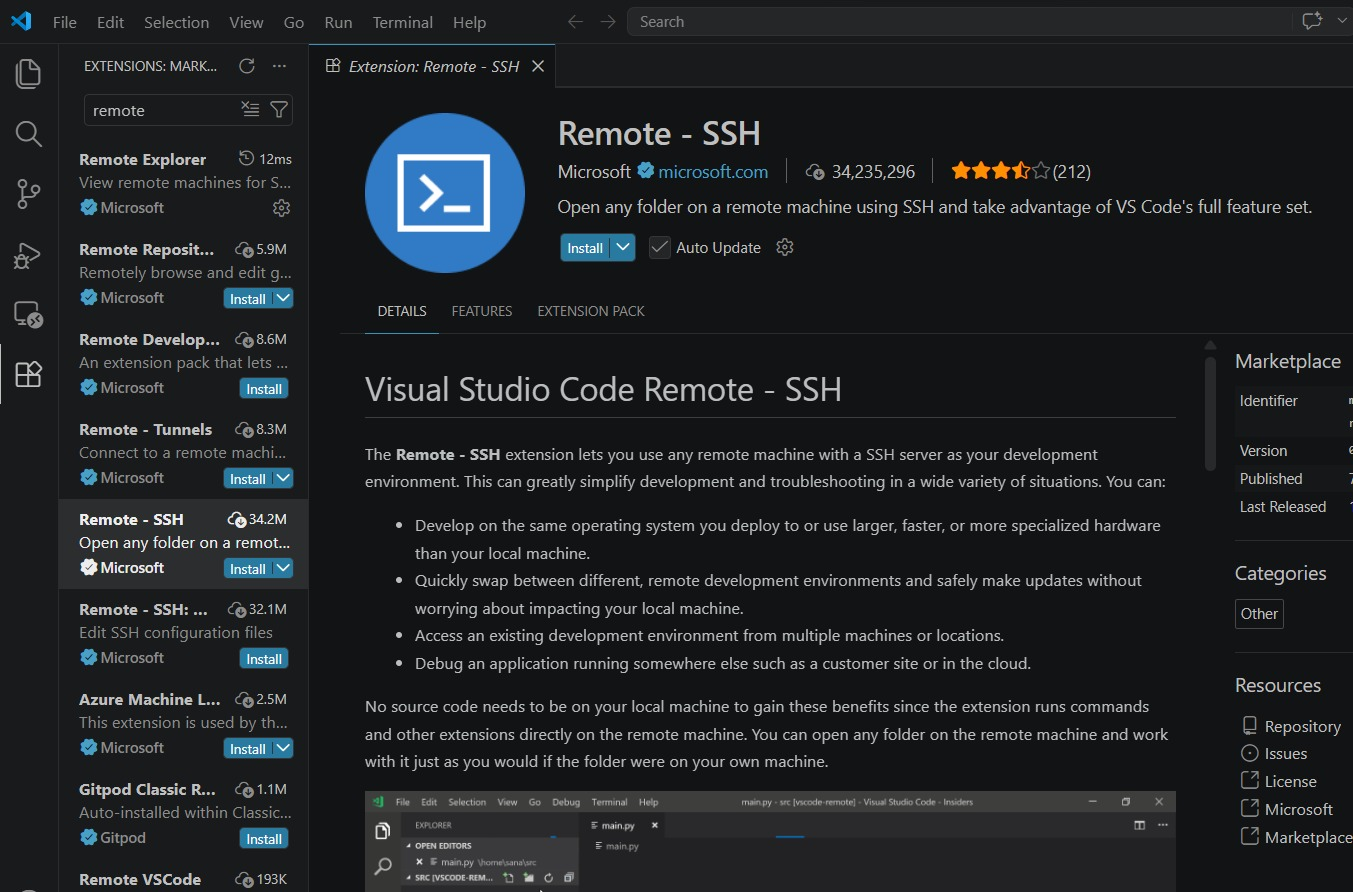 File Edit Selection View Go Run Terminal Help
Search
EXTENSIONS: MARK...
remote
Remote Explorer 12ms
View remote machines for S...
Microsoft
Remote Reposit... 5.9M
Remotely browse and edit g...
Microsoft Install
Remote Develop... 8.6M
An extension pack that lets ...
Microsoft Install
Remote - Tunnels 8.3M
Connect to a remote machi...
Microsoft Install
Remote - SSH 34.2M
Open any folder on a remot...
Microsoft Install
Remote - SSH: ... 32.1M
Edit SSH configuration files
Microsoft Install
Azure Machine L... 2.5M
This extension is used by th...
Microsoft Install
Gitpod Classic R... 1.1M
Auto-installed within Classic...
Gitpod Install
Remote VSCode 193K
Extension: Remote - SSH
Remote - SSH
Microsoft microsoft.com 34,235,296 (212)
Open any folder on a remote machine using SSH and take advantage of VS Code's full feature set.
Install Auto Update
DETAILS FEATURES EXTENSION PACK
Visual Studio Code Remote - SSH
The Remote - SSH extension lets you use any remote machine with a SSH server as your development
environment. This can greatly simplify development and troubleshooting in a wide variety of situations. You can:
• Develop on the same operating system you deploy to or use larger, faster, or more specialized hardware
than your local machine.
• Quickly swap between different, remote development environments and safely make updates without
worrying about impacting your local machine.
• Access an existing development environment from multiple machines or locations.
• Debug an application running somewhere else such as a customer site or in the cloud.
No source code needs to be on your local machine to gain these benefits since the extension runs commands
and other extensions directly on the remote machine. You can open any folder on the remote machine and work
with it just as you would if the folder were on your own machine.
File Edit Selection View Go Debug Terminal Help main.py - src [vscode-remote] - Visual Studio Code - Insiders
EXPLORER
OPEN EDITORS
main.py \home\sana\src
SRC [VSCODE-REM...
main.py
main.py
Marketplace
Identifier
Version
Published
Last Released
Categories
Other
Resources
Repository
Issues
License
Microsoft
Marketplace